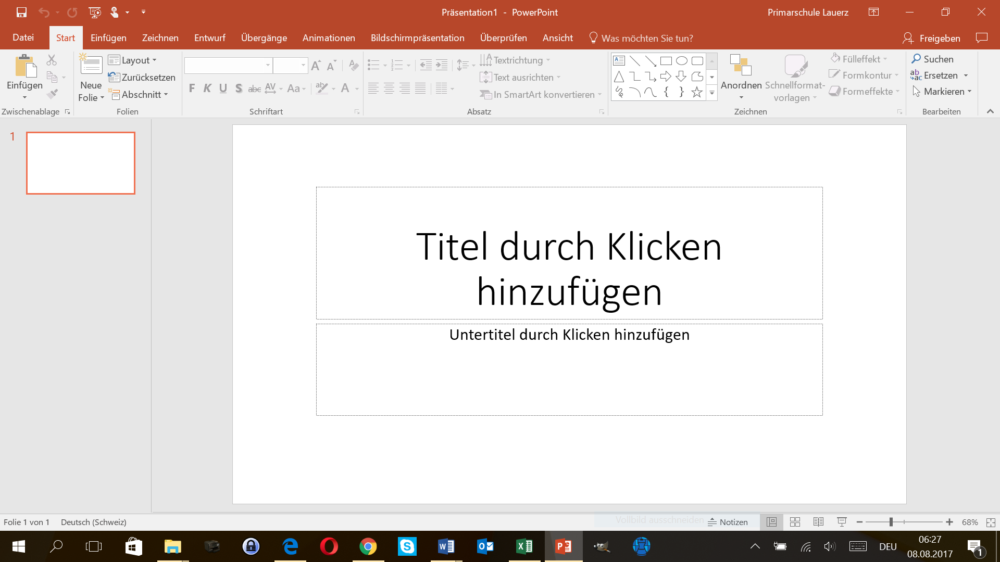 Präsentation1 - PowerPoint
Primarschule Lauerz
Datei
Start
Einfügen
Zeichnen
Entwurf
Übergänge
Animationen
Bildschirmpräsentation
Überprüfen
Ansicht
Was möchten Sie tun?
Freigeben
Einfügen
Zwischenablage
Neue
Folie
Layout
Zurücksetzen
Abschnitt
Folien
A A
F K U S abc AV Aa ab A
Schriftart
Textrichtung
Text ausrichten
In SmartArt konvertieren
Absatz
Anordnen
Schnellformat-
vorlagen
Fülleffekt
Formkontur
Formeffekte
Zeichnen
Suchen
Ersetzen
Markieren
Bearbeiten
1
Titel durch Klicken
hinzufügen
Untertitel durch Klicken hinzufügen
Folie 1 von 1
Deutsch (Schweiz)
Vollbild ausschneiden
Notizen
68%
DEU
06:27
08.08.2017
1